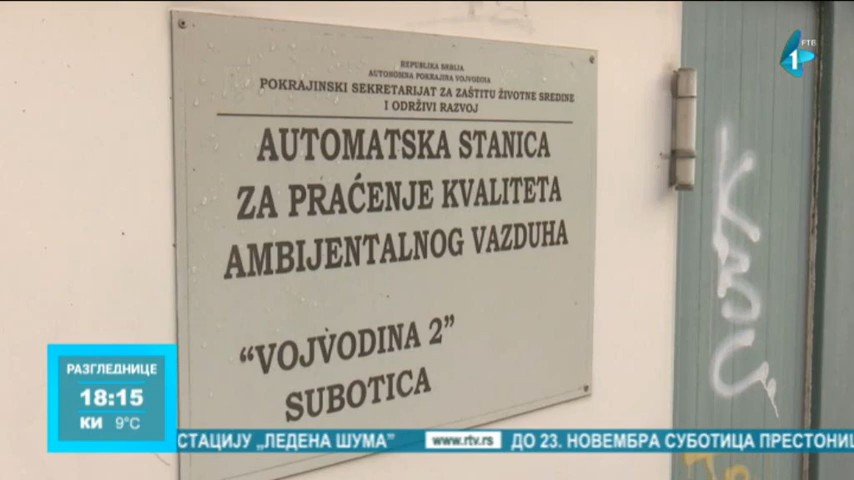 REPUBLIKA SRBIJA
AUTONOMNA POKRAJINA VOJVODINA
POKRAJINSKI SEKRETARIJAT ZA ZAŠTITU ŽIVOTNE SREDINE
I ODRŽIVI RAZVOJ
AUTOMATSKA STANICA
ZA PRAĆENJE KVALITETA
AMBIJENTALNOG VAZDUHA
“VOJVODINA 2”
SUBOTICA
РТВ
1
РАЗГЛЕДНИЦЕ
18:15
КИ 9°C
СТАЦИЈУ „ЛЕДЕНА ШУМА” www.rtv.rs ДО 23. НОВЕМБРА СУБОТИЦА ПРЕСТОНИЦ